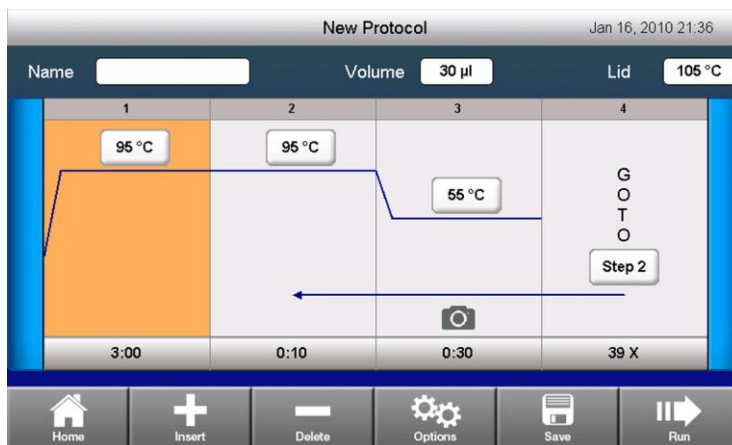 New Protocol Jan 16, 2010 21:36
Name Volume 30 µl Lid 105 °C
1 2 3 4
95 °C 95 °C
55 °C
G
O
T
O
Step 2
3:00 0:10 0:30 39 X
Home Insert Delete Options Save Run